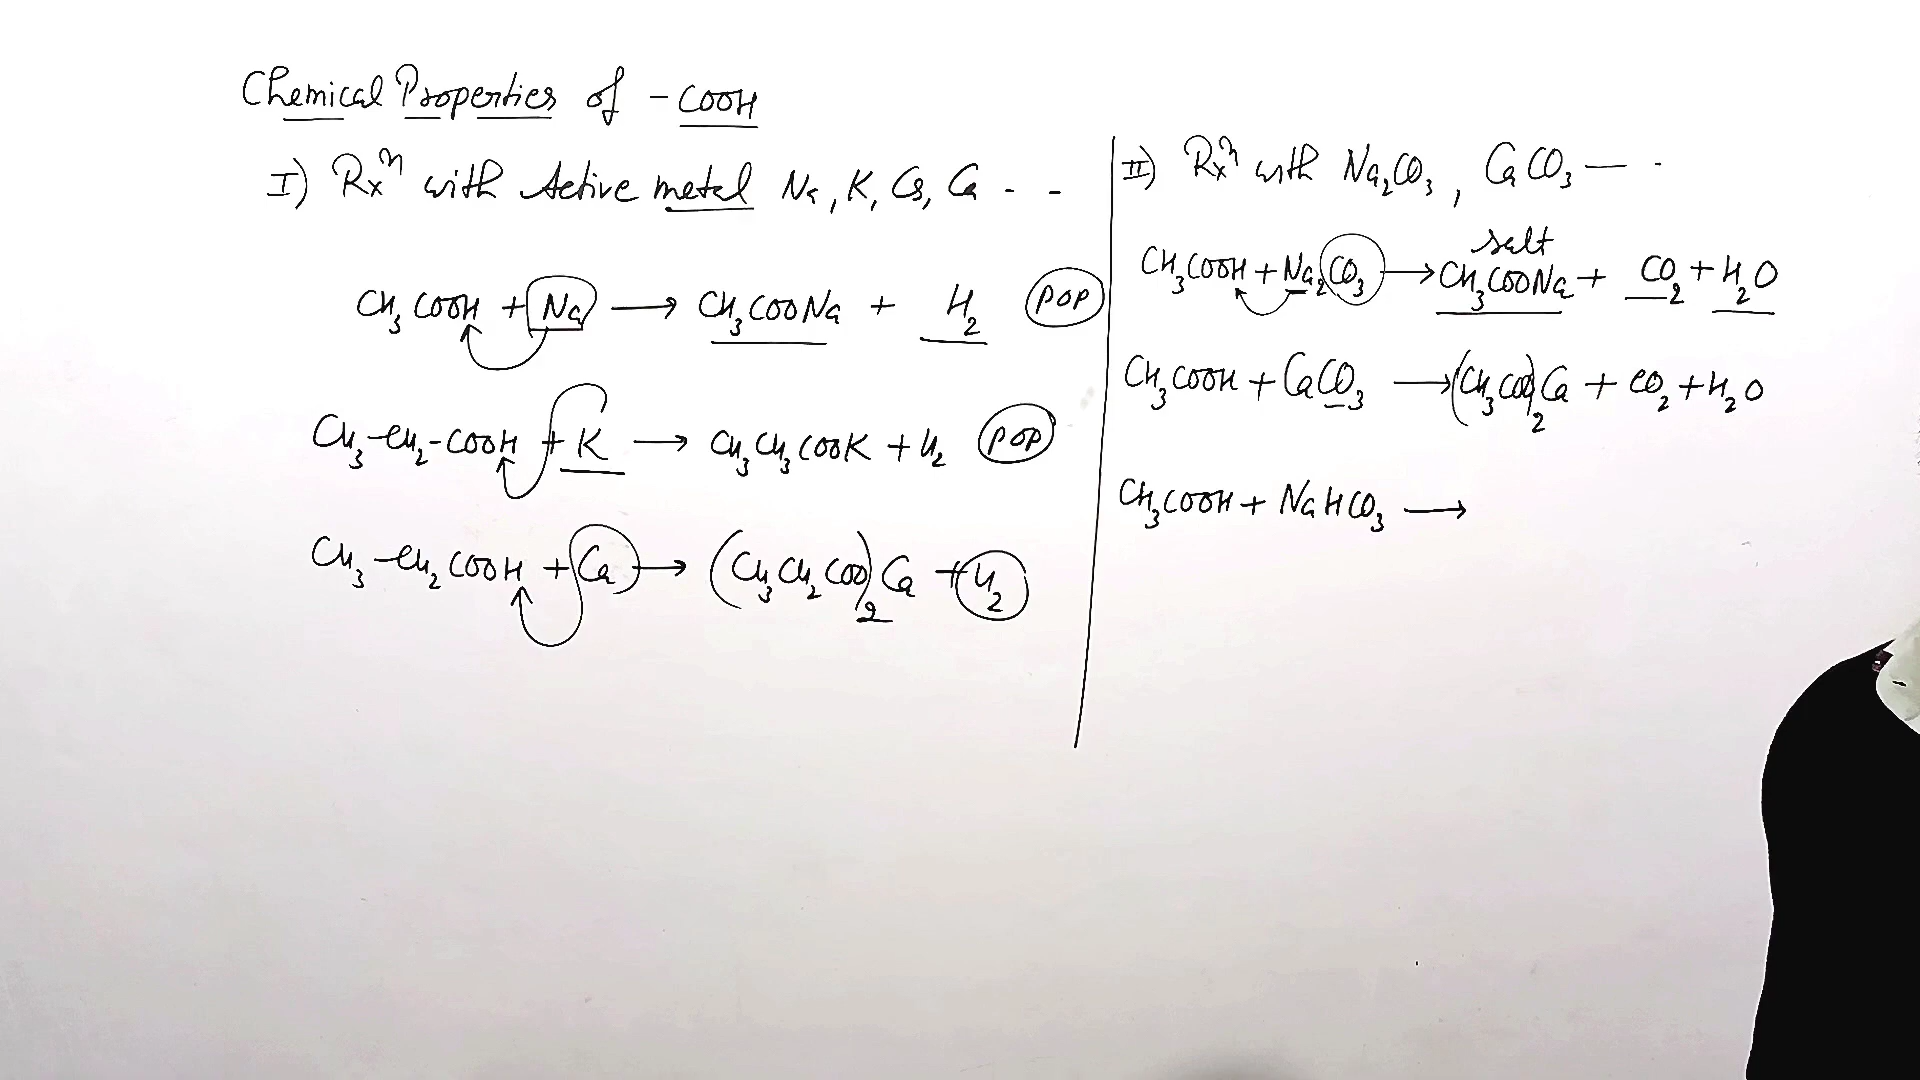 Chemical Properties of -COOH
I) Rxⁿ with Active metal Na, K, Cs, Ca - -
CH₃COOH + Na → CH₃COONa + H₂ POP
CH₃-CH₂-COOH + K → CH₃CH₃COOK + H₂ POP
CH₃-CH₂COOH + Ca → (CH₃CH₂COO)₂Ca + H₂
II) Rxⁿ with Na₂CO₃, CaCO₃ — -
salt
CH₃COOH + Na₂CO₃ → CH₃COONa + CO₂ + H₂O
CH₃COOH + CaCO₃ → (CH₃COO)₂Ca + CO₂ + H₂O
CH₃COOH + NaHCO₃ →